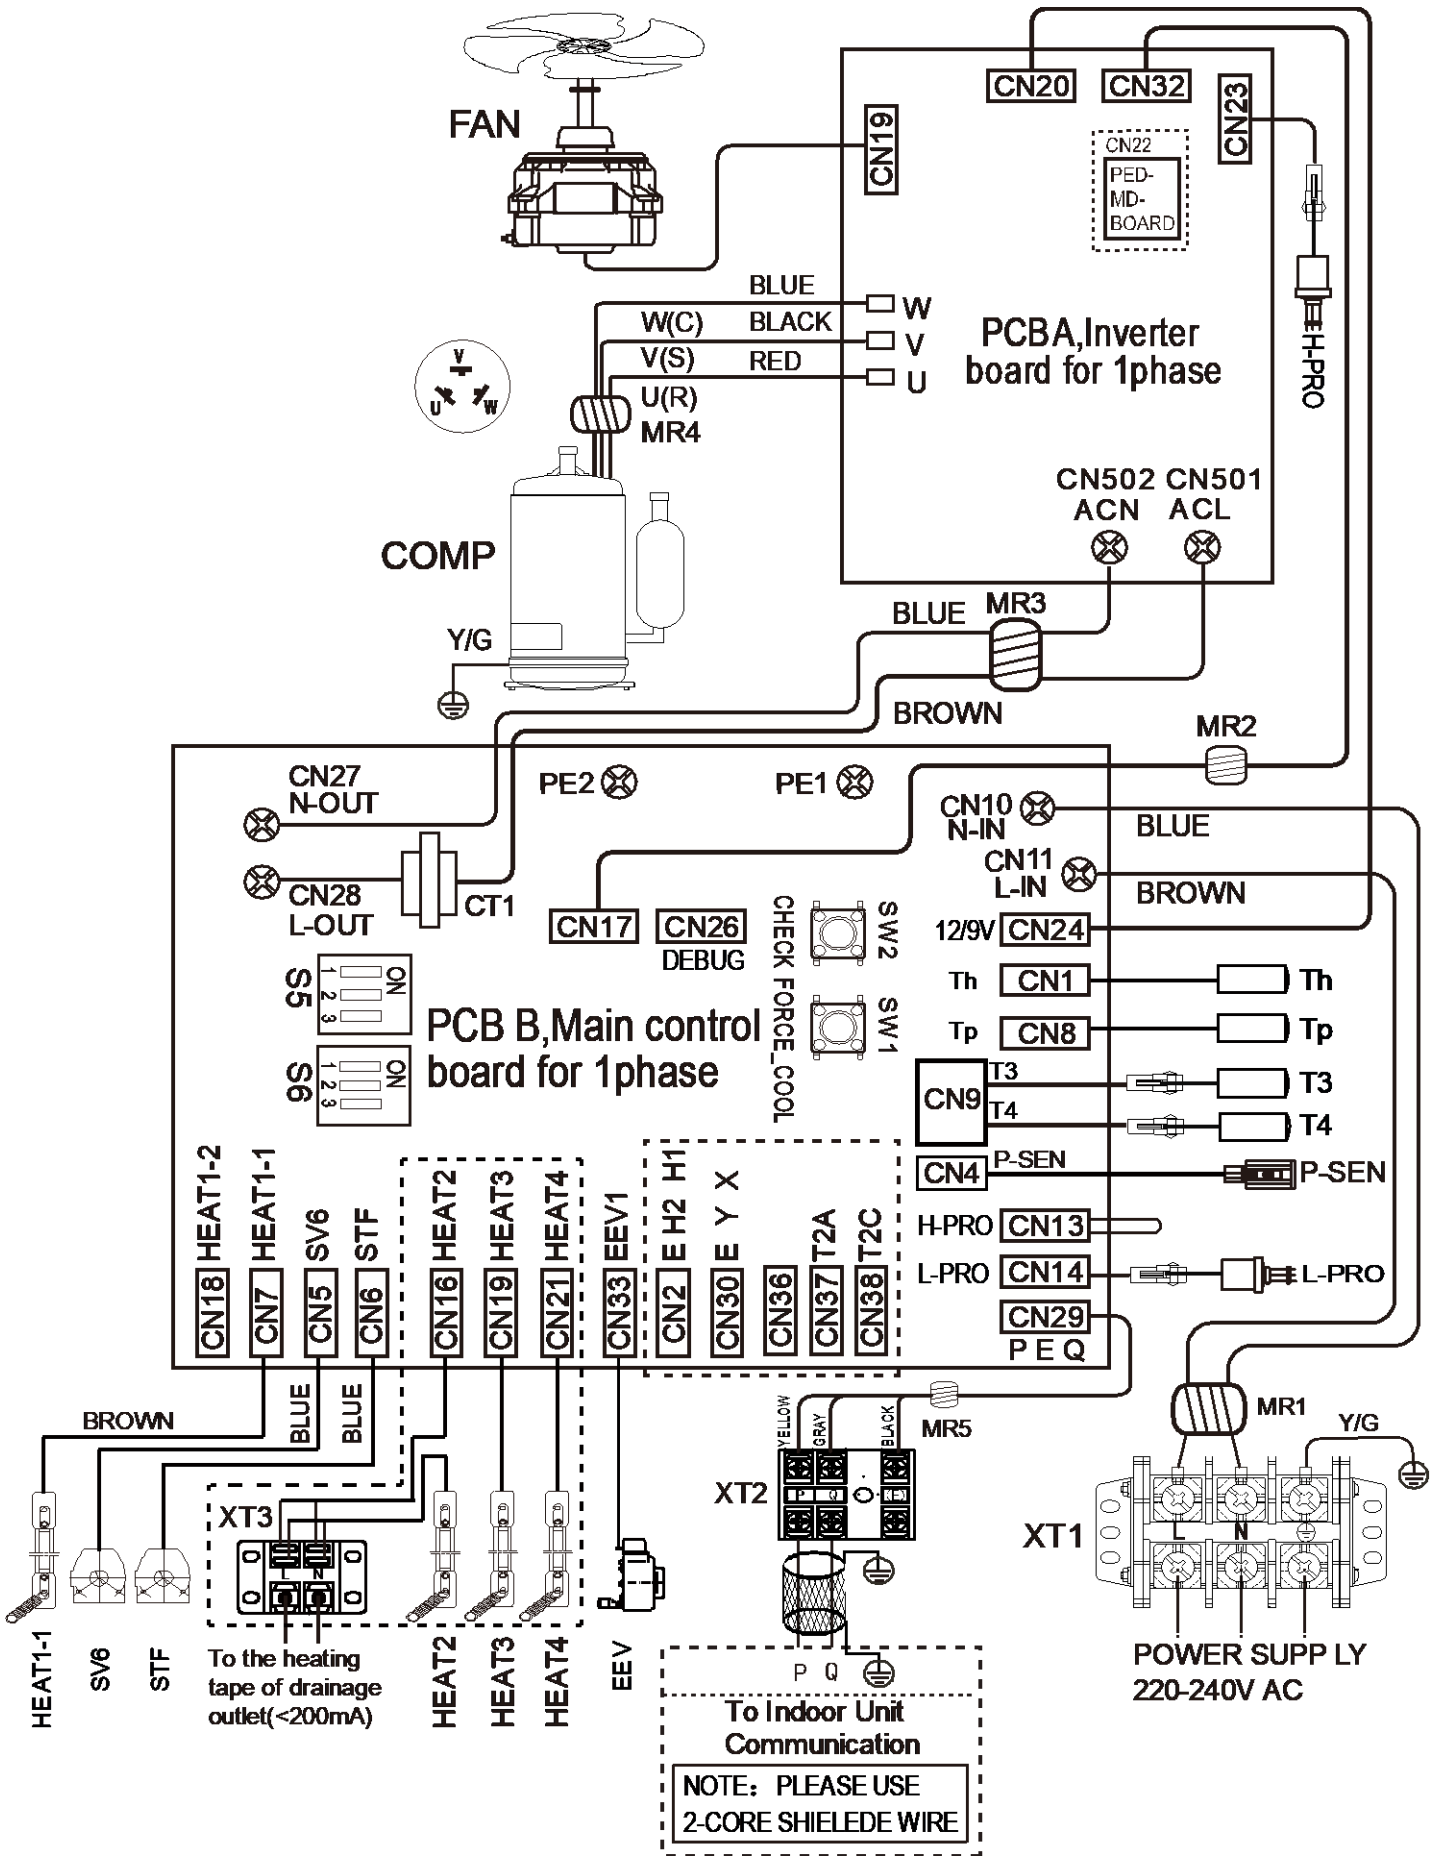 CN20
CN32
CN23
FAN
CN19
CN22
PED-
MD-
BOARD
BLUE
W
W(C)
BLACK
V
V(S)
RED
U
U(R)
MR4
PCBA,Inverter
board for 1phase
H-PRO
V
U
W
CN502
CN501
ACN
ACL
COMP
BLUE
MR3
Y/G
BROWN
MR2
CN27
N-OUT
PE2
PE1
CN10
N-IN
BLUE
CN11
L-IN
BROWN
CN28
L-OUT
CT1
CN17
CN26
DEBUG
CHECK
FORCE_COOL
SW2
SW1
12/9V
CN24
Th
CN1
Th
Tp
CN8
Tp
S5
ON
1
2
3
S6
ON
1
2
3
PCB B,Main control
board for 1phase
CN9
T3
T3
T4
T4
CN4
P-SEN
P-SEN
H-PRO
CN13
L-PRO
CN14
L-PRO
CN29
P E Q
HEAT1-2
CN18
HEAT1-1
CN7
SV6
CN5
STF
CN6
HEAT2
CN16
HEAT3
CN19
HEAT4
CN21
EEV1
CN33
E H2 H1
CN2
E Y X
CN30
CN36
T2A
CN37
T2C
CN38
BROWN
BLUE
BLUE
YELLOW
GRAY
BLACK
MR5
MR1
Y/G
XT3
L
N
XT2
P
Q
(E)
XT1
L
N
HEAT1-1
SV6
STF
To the heating
tape of drainage
outlet(<200mA)
HEAT2
HEAT3
HEAT4
EEV
P
Q
To Indoor Unit
Communication
NOTE: PLEASE USE
2-CORE SHIELEDE WIRE
POWER SUPP LY
220-240V AC